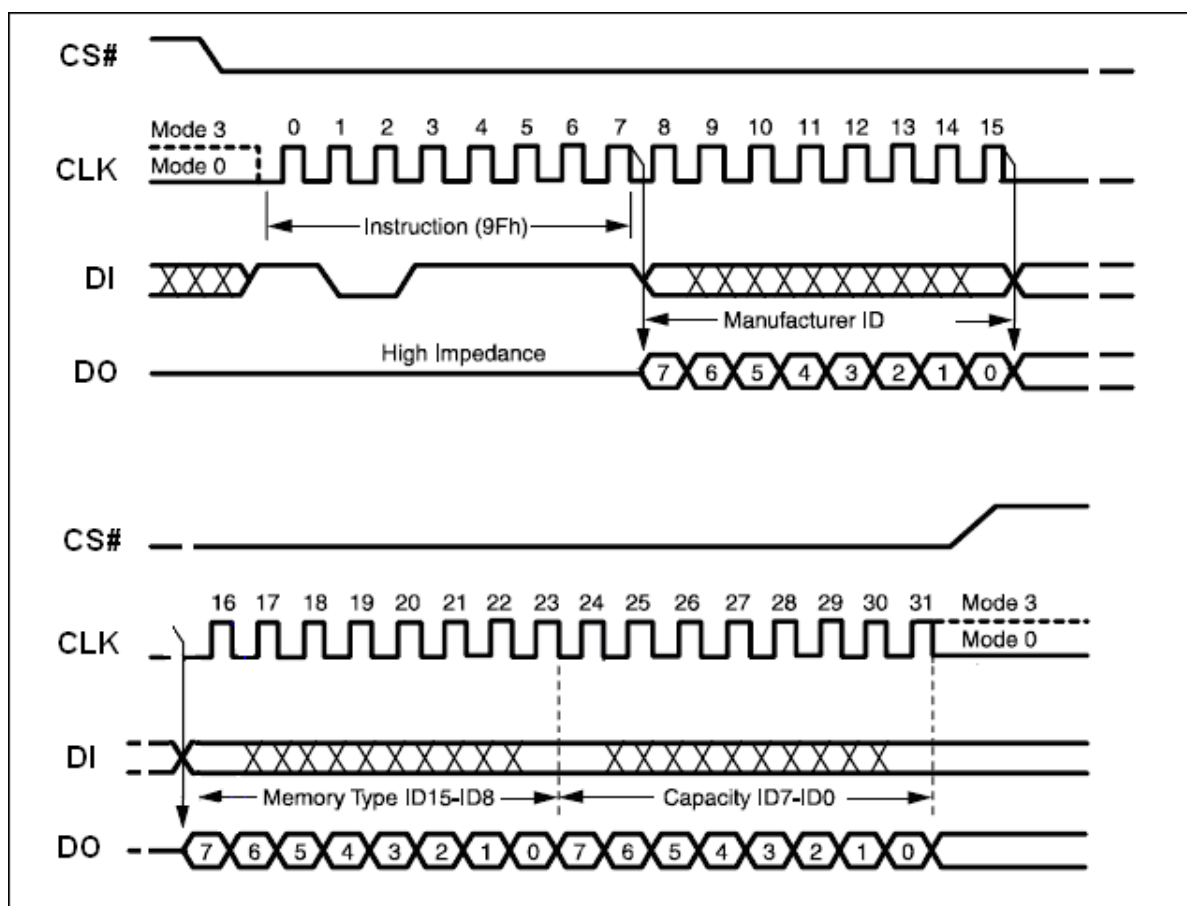 CS#
Mode 3
0 1 2 3 4 5 6 7 8 9 10 11 12 13 14 15
CLK
Mode 0
Instruction (9Fh)
DI
Manufacturer ID
High Impedance
DO
7 6 5 4 3 2 1 0
CS#
16 17 18 19 20 21 22 23 24 25 26 27 28 29 30 31
Mode 3
CLK
Mode 0
DI
Memory Type ID15-ID8
Capacity ID7-ID0
DO
7 6 5 4 3 2 1 0 7 6 5 4 3 2 1 0